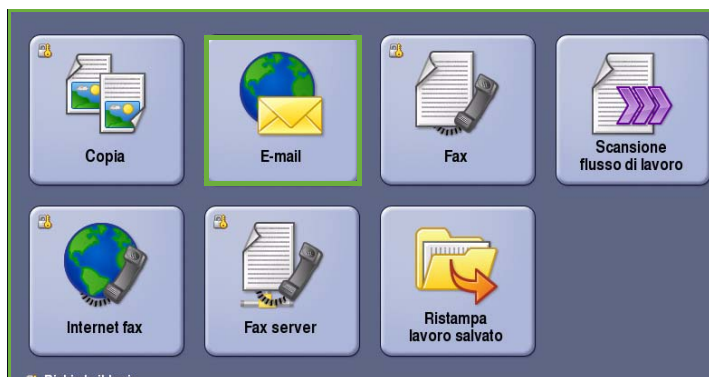 Copia
E-mail
Fax
Scansione
flusso di lavoro
Internet fax
Fax server
Ristampa
lavoro salvato